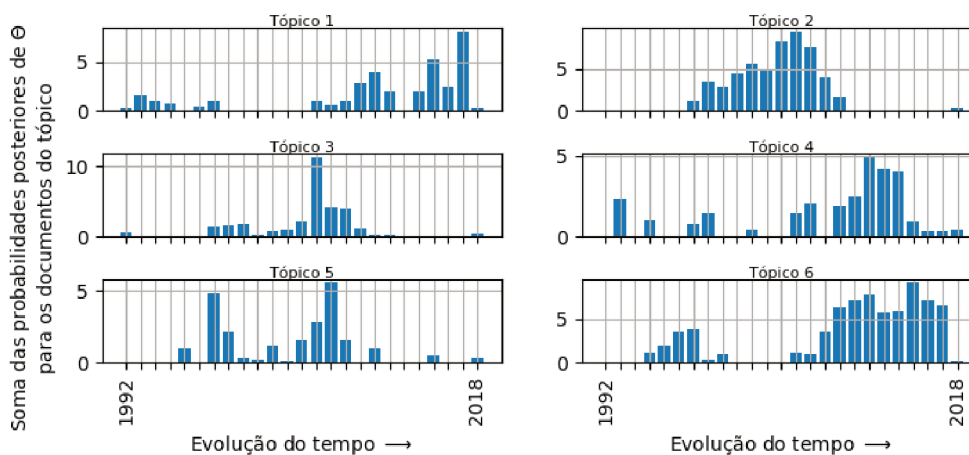 Soma das probabilidades posteriores de Θ
para os documentos do tópico
Tópico 1
5
0
Tópico 2
5
0
Tópico 3
10
0
Tópico 4
5
0
Tópico 5
5
0
1992
2018
Evolução do tempo →
Tópico 6
5
0
1992
2018
Evolução do tempo →